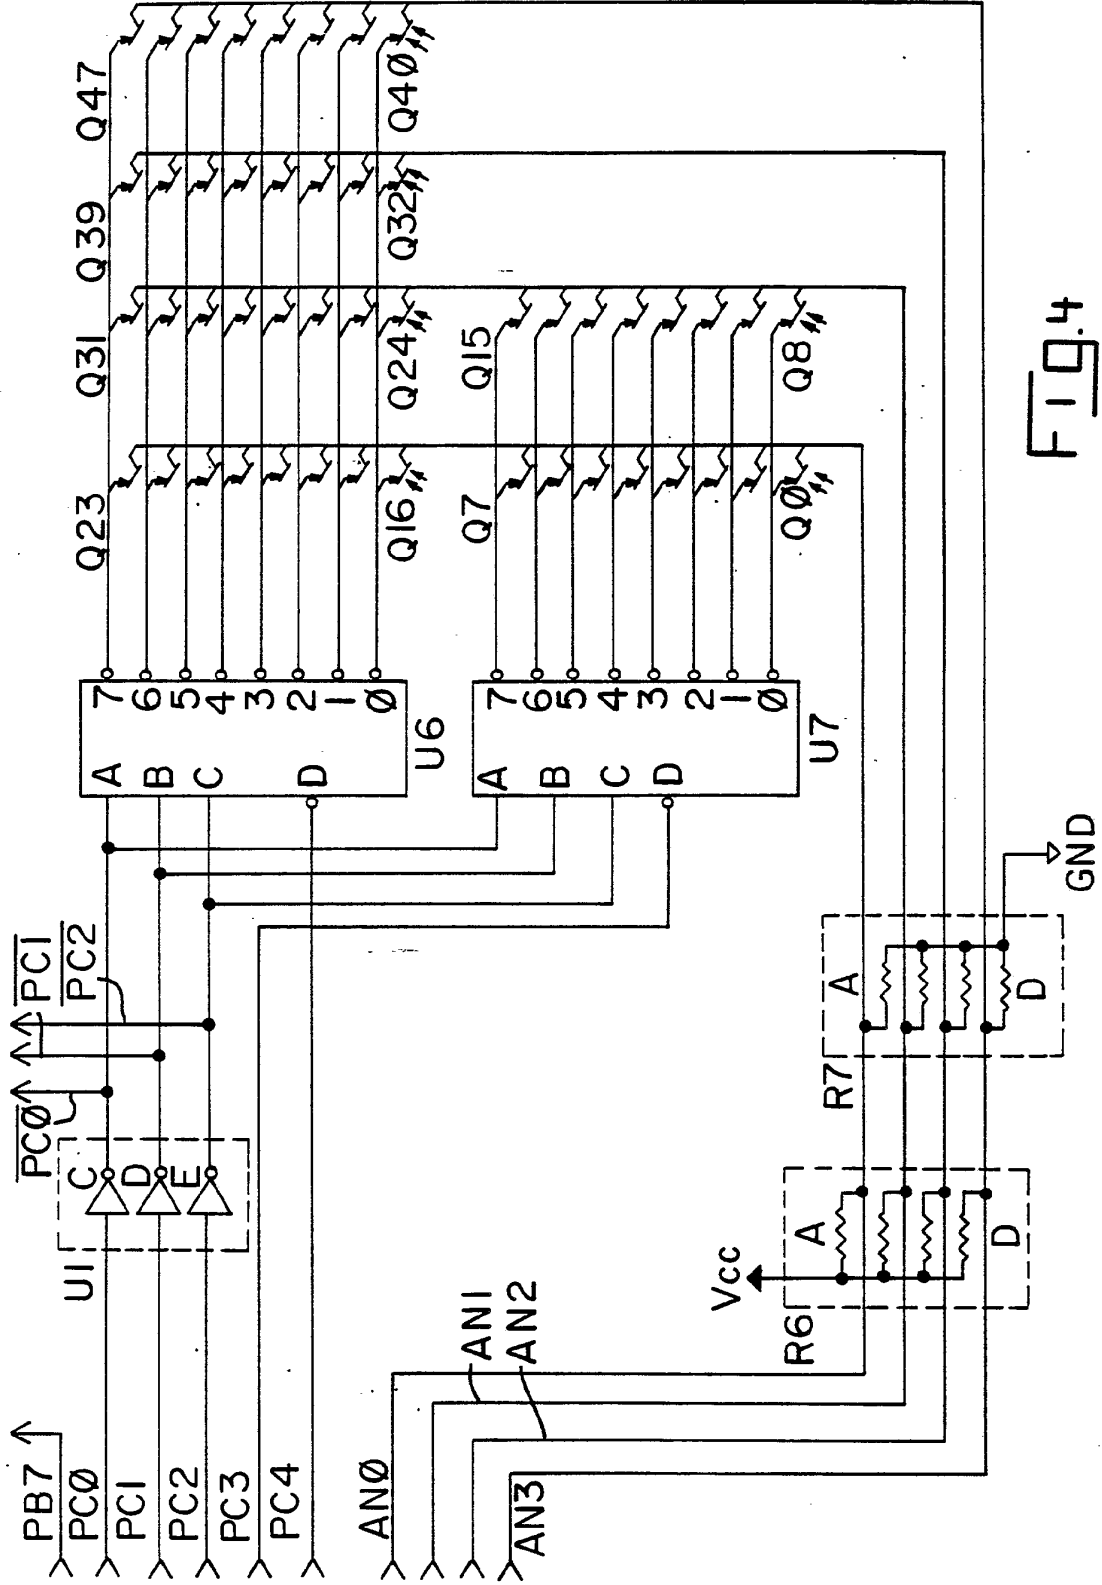 Q47
Q39
Q31
Q23
Q40
Q32
Q24
Q16
Q15
Q7
Q8
Q0
7 6 5 4 3 2 1 0
A B C D
U6
7 6 5 4 3 2 1 0
A B C D
U7
PC1
PC2
PC0
C D E
U1
PB7
PC0
PC1
PC2
PC3
PC4
AN0
AN1
AN2
AN3
Vcc
R6
A
D
R7
A
D
GND
Fig.4